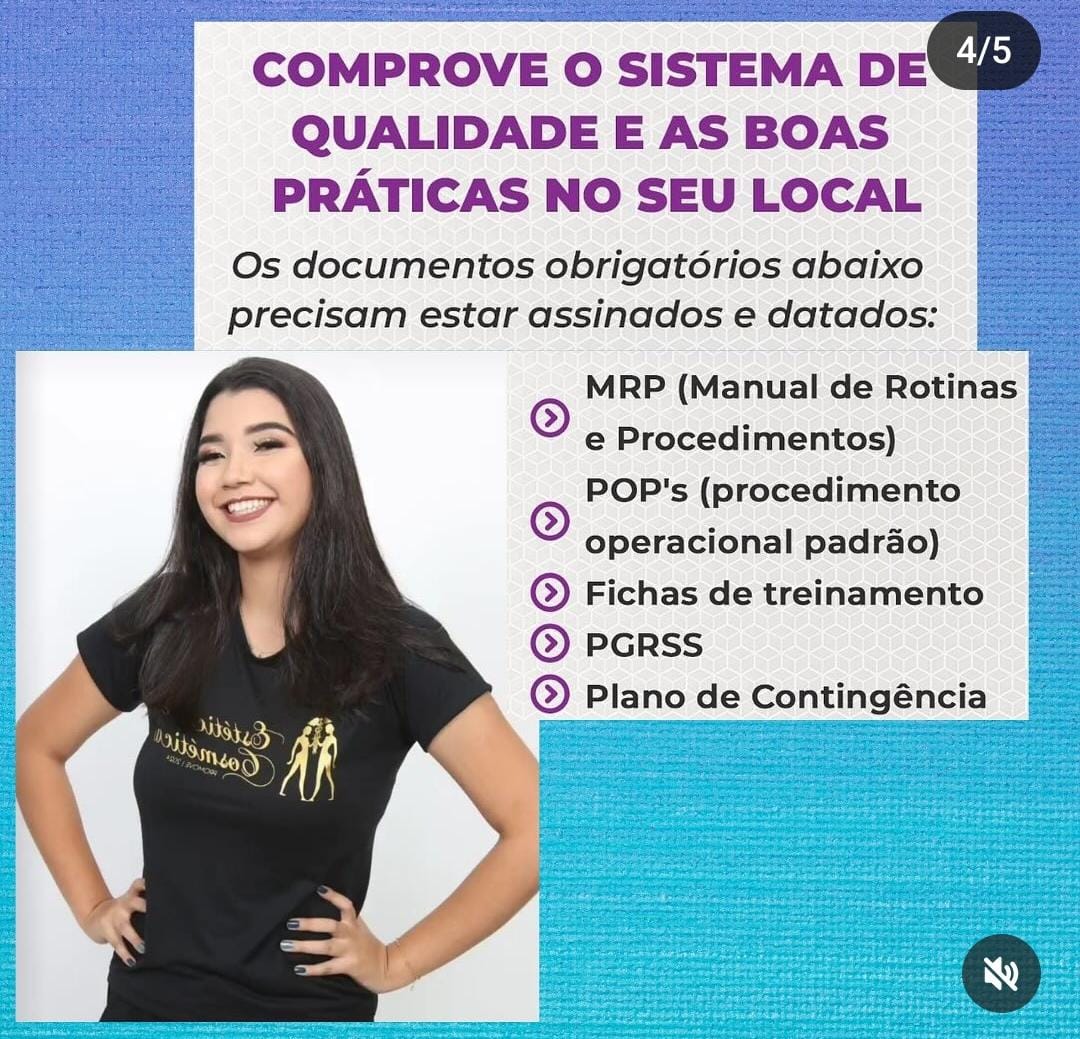 4/5
COMPROVE O SISTEMA DE
QUALIDADE E AS BOAS
PRÁTICAS NO SEU LOCAL
Os documentos obrigatórios abaixo
precisam estar assinados e datados:
MRP (Manual de Rotinas
e Procedimentos)
POP's (procedimento
operacional padrão)
Fichas de treinamento
PGRSS
Plano de Contingência
Estética
Cosmética
PROMOVE | 2024